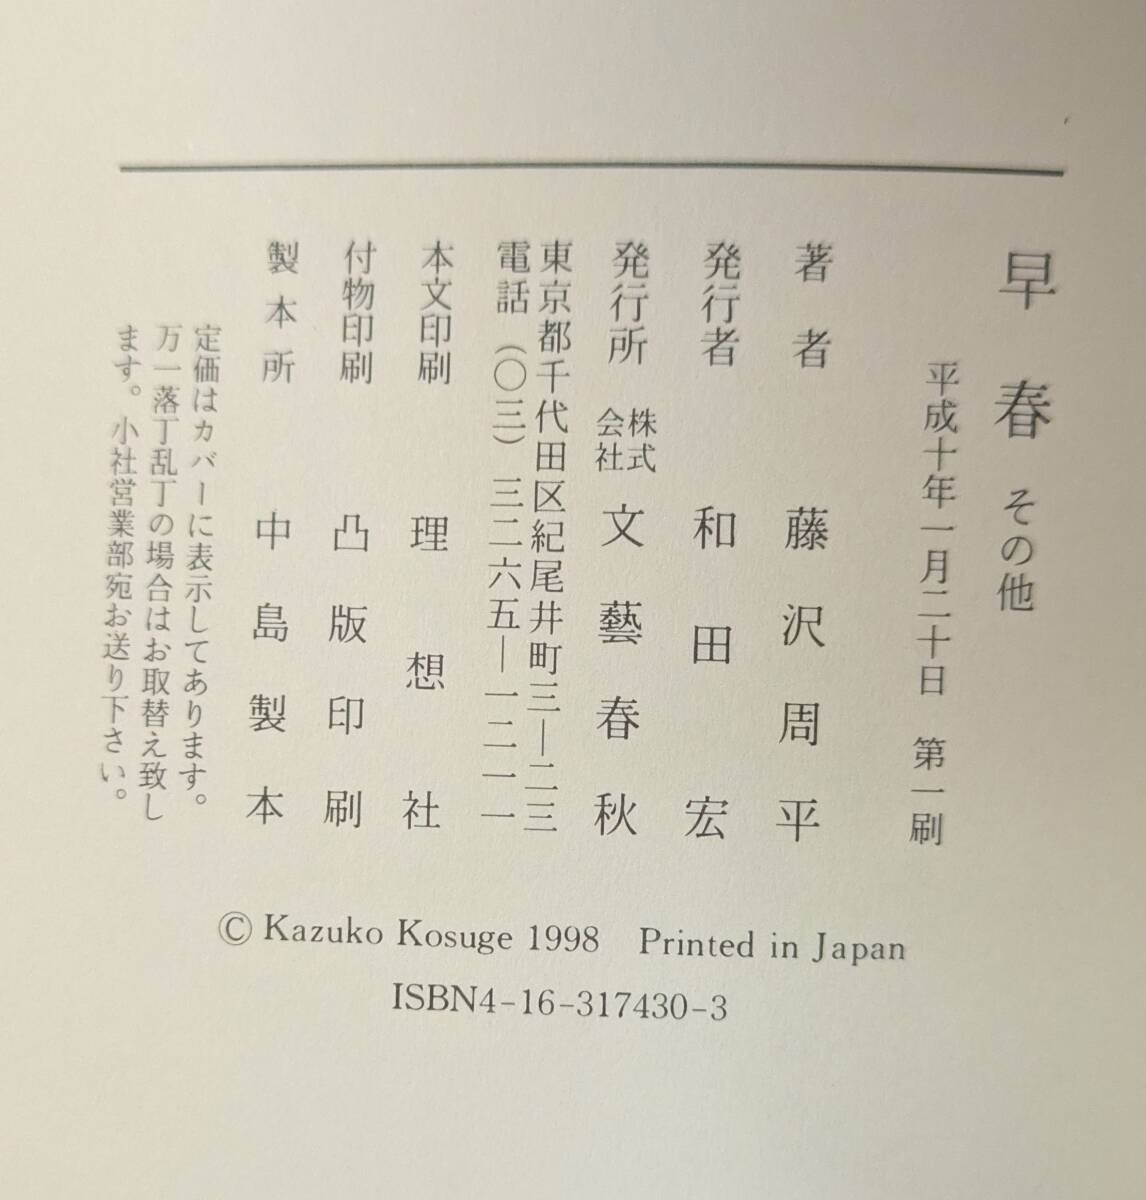 早春 その他
平成十年一月二十日 第一刷
著者 藤沢周平
発行者 和田宏
発行所 株式会社 文藝春秋
東京都千代田区紀尾井町三―二三
電話（〇三）三二六五―一二一一
本文印刷 理想社
付物印刷 凸版印刷
製本所 中島製本
定価はカバーに表示してあります。
万一落丁乱丁の場合はお取替え致し
ます。小社営業部宛お送り下さい。
© Kazuko Kosuge 1998 Printed in Japan
ISBN4-16-317430-3